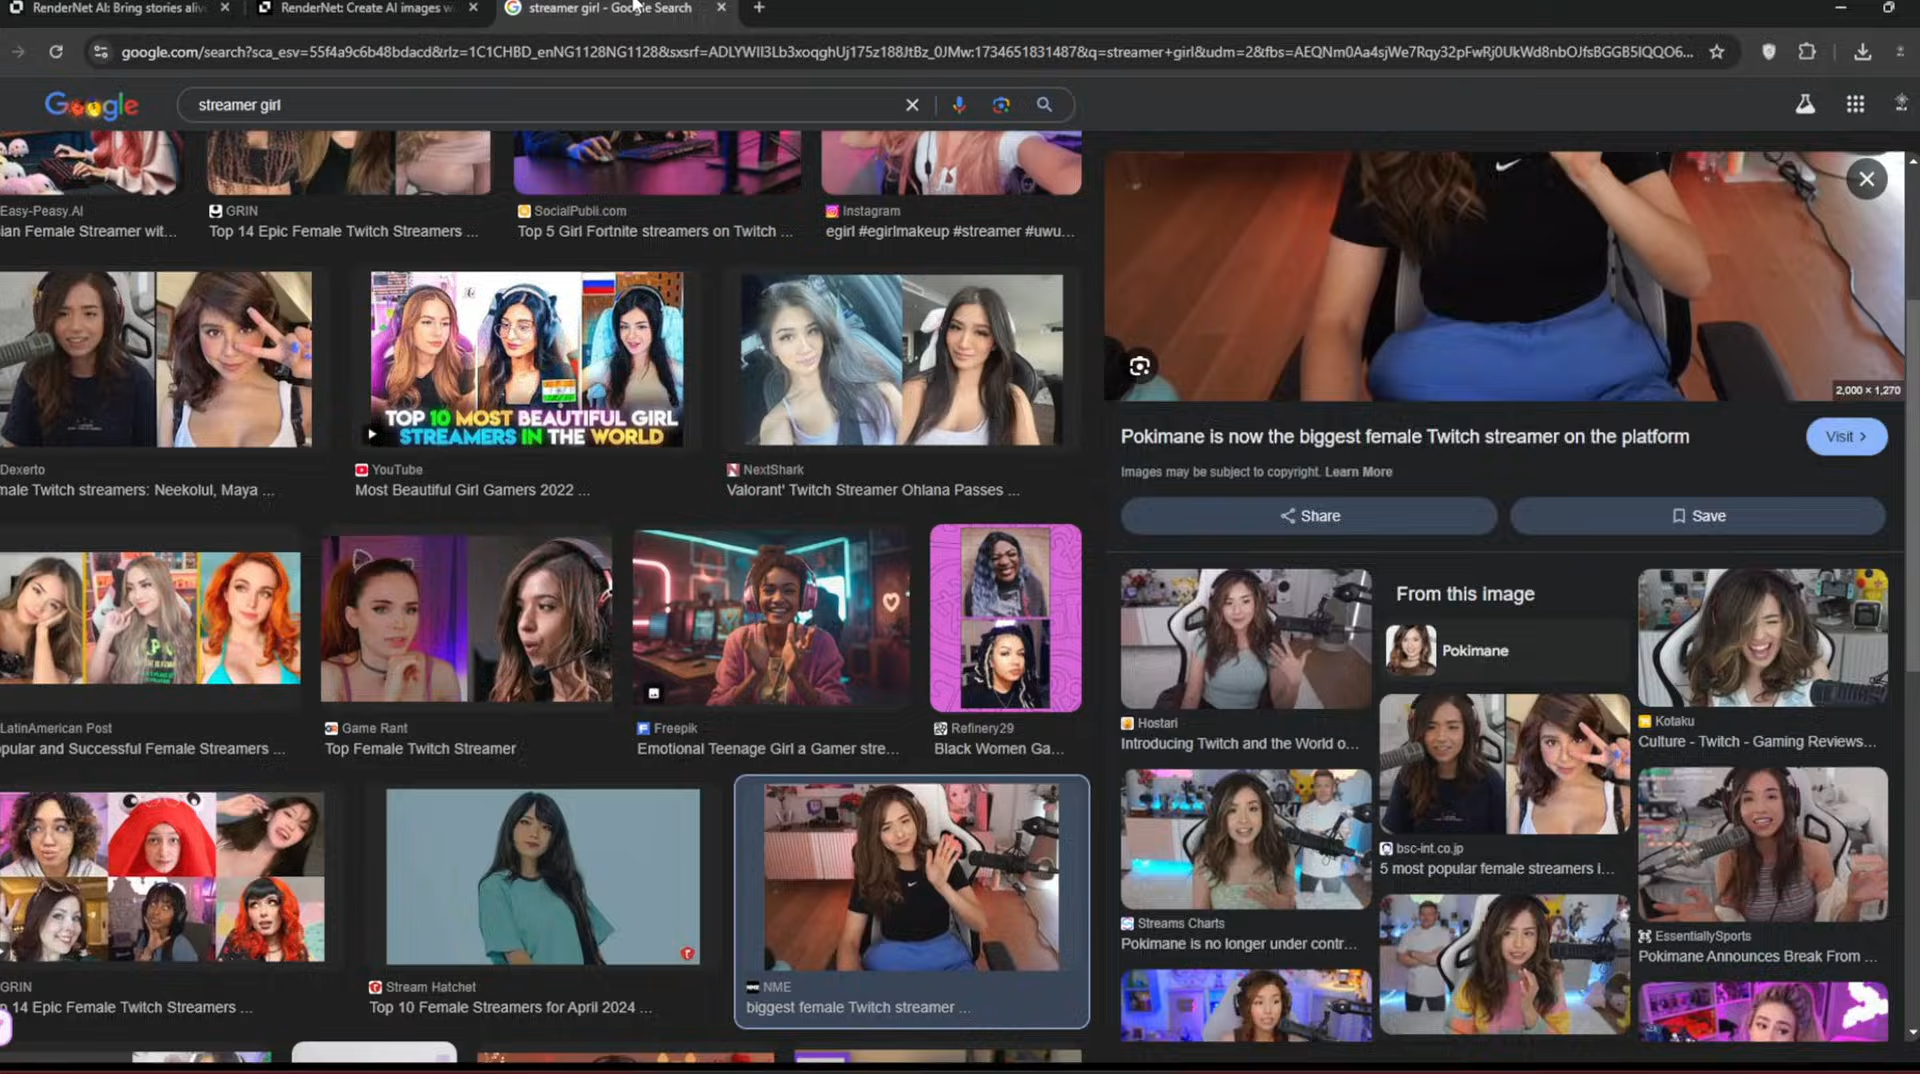 RenderNet AI: Bring stories aliv
RenderNet: Create AI images w
streamer girl - Google Search
google.com/search?sca_esv=55f4a9c6b48bdacd&rlz=1C1CHBD_enNG1128NG1128&sxsrf=ADLYWII3Lb3xoqghUj175z188JtBz_0JMw:1734651831487&q=streamer+girl&udm=2&fbs=AEQNm0Aa4sjWe7Rqy32pFwRj0UkWd8nbOJfsBGGB5IQQO6...
Google
streamer girl
Easy-Peasy.AI
ian Female Streamer wit...
GRIN
Top 14 Epic Female Twitch Streamers ...
SocialPubli.com
Top 5 Girl Fortnite streamers on Twitch ...
Instagram
egirl #egirlmakeup #streamer #uwu...
TOP 10 MOST BEAUTIFUL GIRL
STREAMERS IN THE WORLD
Dexerto
male Twitch streamers: Neekolul, Maya ...
YouTube
Most Beautiful Girl Gamers 2022 ...
NextShark
Valorant' Twitch Streamer Ohlana Passes ...
LatinAmerican Post
opular and Successful Female Streamers ...
Game Rant
Top Female Twitch Streamer
Freepik
Emotional Teenage Girl a Gamer stre...
Refinery29
Black Women Ga...
GRIN
p 14 Epic Female Twitch Streamers ...
Stream Hatchet
Top 10 Female Streamers for April 2024 ...
NME
biggest female Twitch streamer ...
2,000 × 1,270
Pokimane is now the biggest female Twitch streamer on the platform
Visit
Images may be subject to copyright. Learn More
Share
Save
From this image
Pokimane
Hostari
Introducing Twitch and the World o...
Kotaku
Culture - Twitch - Gaming Reviews...
bsc-int.co.jp
5 most popular female streamers i...
Streams Charts
Pokimane is no longer under contr...
EssentiallySports
Pokimane Announces Break From ...